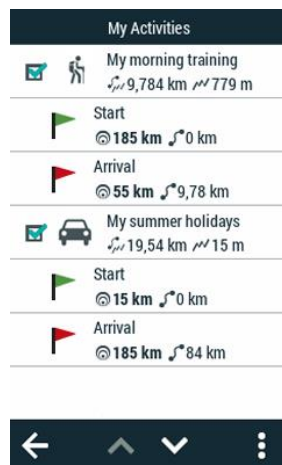 My Activities
My morning training
9,784 km 779 m
Start
185 km 0 km
Arrival
55 km 9,78 km
My summer holidays
19,54 km 15 m
Start
15 km 0 km
Arrival
185 km 84 km